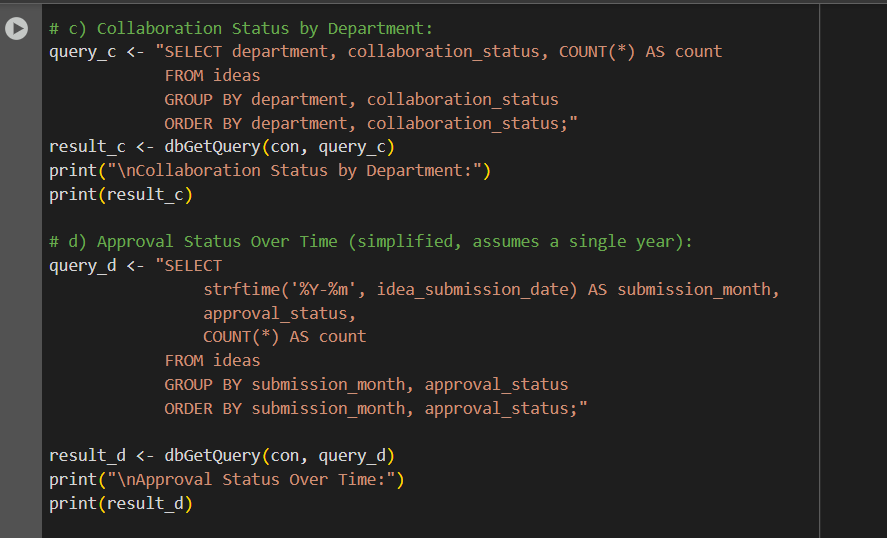 # c) Collaboration Status by Department:
query_c <- "SELECT department, collaboration_status, COUNT(*) AS count
            FROM ideas
            GROUP BY department, collaboration_status
            ORDER BY department, collaboration_status;"
result_c <- dbGetQuery(con, query_c)
print("\nCollaboration Status by Department:")
print(result_c)

# d) Approval Status Over Time (simplified, assumes a single year):
query_d <- "SELECT
                strftime('%Y-%m', idea_submission_date) AS submission_month,
                approval_status,
                COUNT(*) AS count
            FROM ideas
            GROUP BY submission_month, approval_status
            ORDER BY submission_month, approval_status;"

result_d <- dbGetQuery(con, query_d)
print("\nApproval Status Over Time:")
print(result_d)